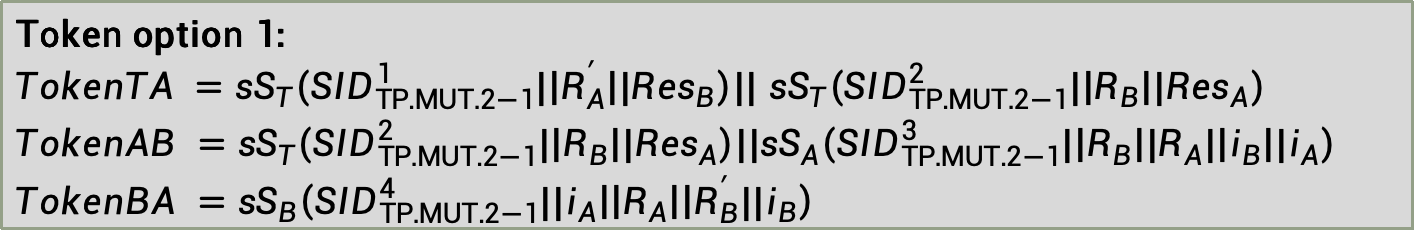 Token option 1:
TokenTA = sS_T(SID^1_TP.MUT.2−1||R'_A||Res_B)|| sS_T(SID^2_TP.MUT.2−1||R_B||Res_A)
TokenAB = sS_T(SID^2_TP.MUT.2−1||R_B||Res_A)||sS_A(SID^3_TP.MUT.2−1||R_B||R_A||i_B||i_A)
TokenBA = sS_B(SID^4_TP.MUT.2−1||i_A||R_A||R'_B||i_B)